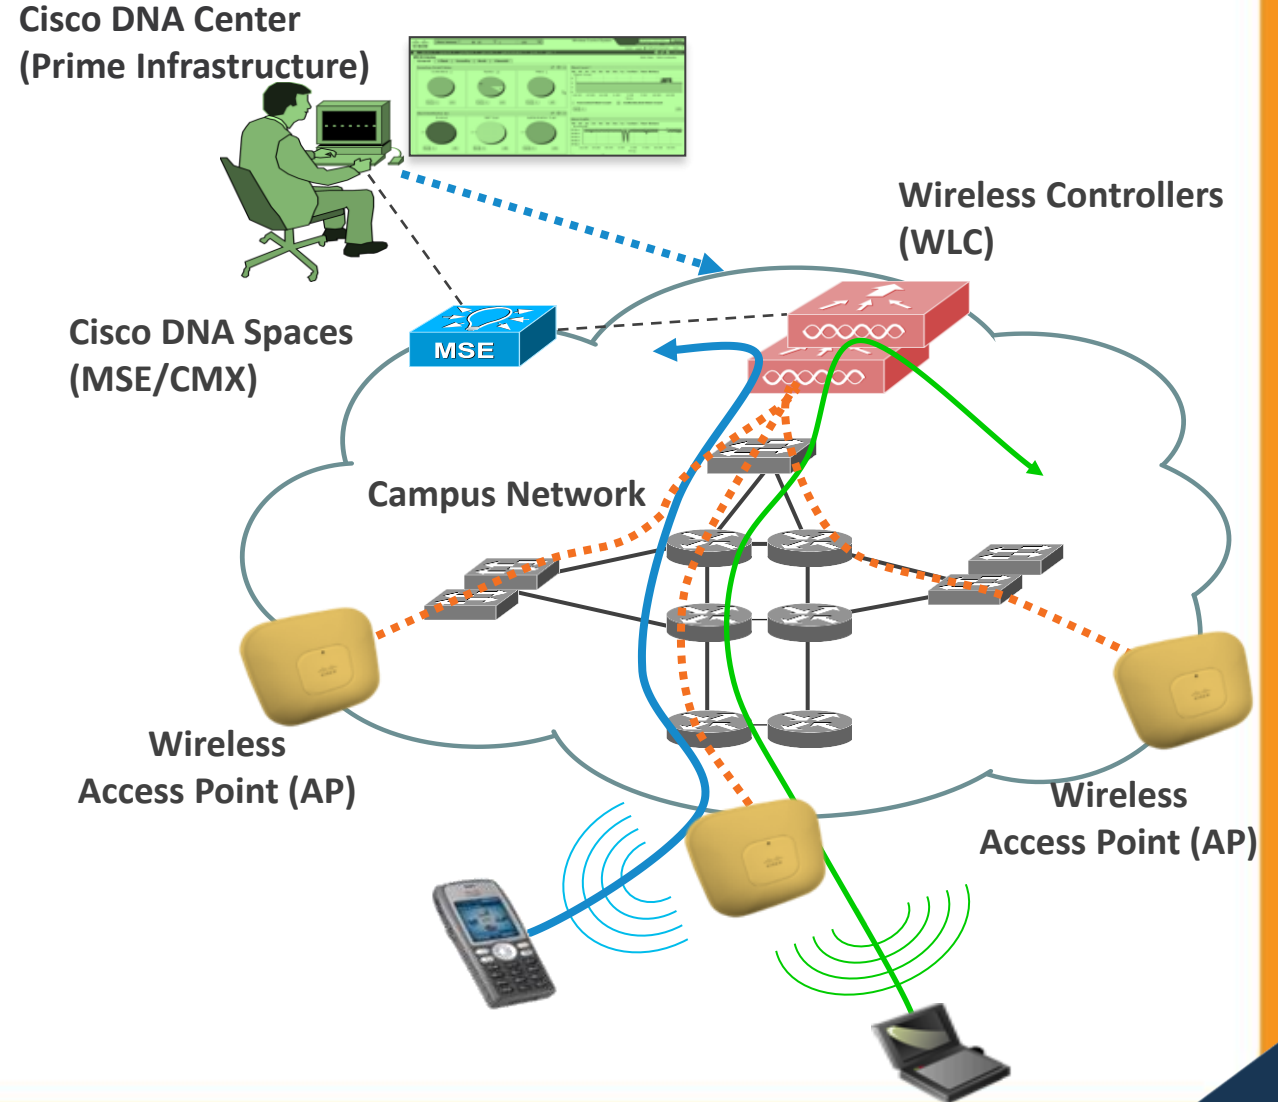 Cisco DNA Center
(Prime Infrastructure)
Wireless Controllers
(WLC)
Cisco DNA Spaces
(MSE/CMX)
MSE
Campus Network
Wireless
Access Point (AP)
Wireless
Access Point (AP)